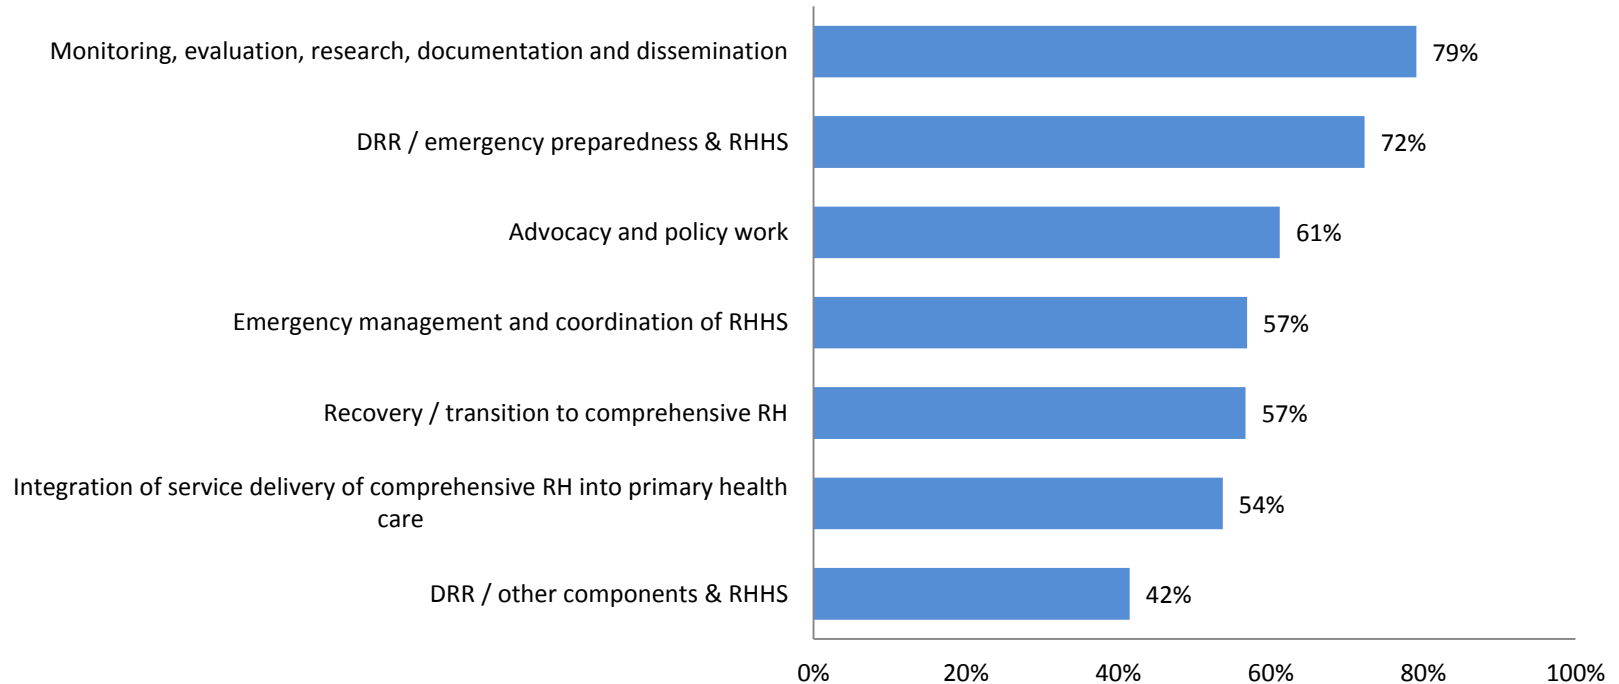 Monitoring, evaluation, research, documentation and dissemination 79%
DRR / emergency preparedness & RHHS 72%
Advocacy and policy work 61%
Emergency management and coordination of RHHS 57%
Recovery / transition to comprehensive RH 57%
Integration of service delivery of comprehensive RH into primary health
care 54%
DRR / other components & RHHS 42%
0% 20% 40% 60% 80% 100%